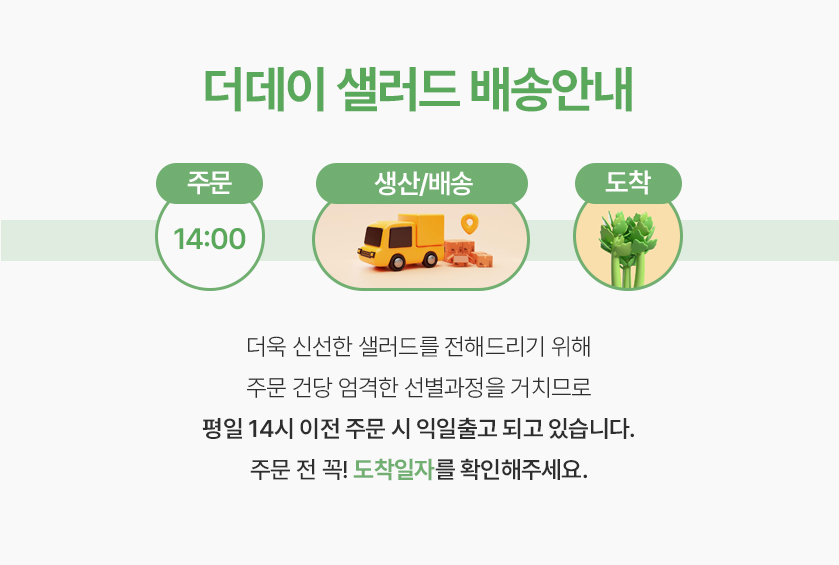 더데이 샐러드 배송안내
주문
생산/배송
도착
14:00
더욱 신선한 샐러드를 전해드리기 위해
주문 건당 엄격한 선별과정을 거치므로
평일 14시 이전 주문 시 익일출고 되고 있습니다.
주문 전 꼭! 도착일자를 확인해주세요.